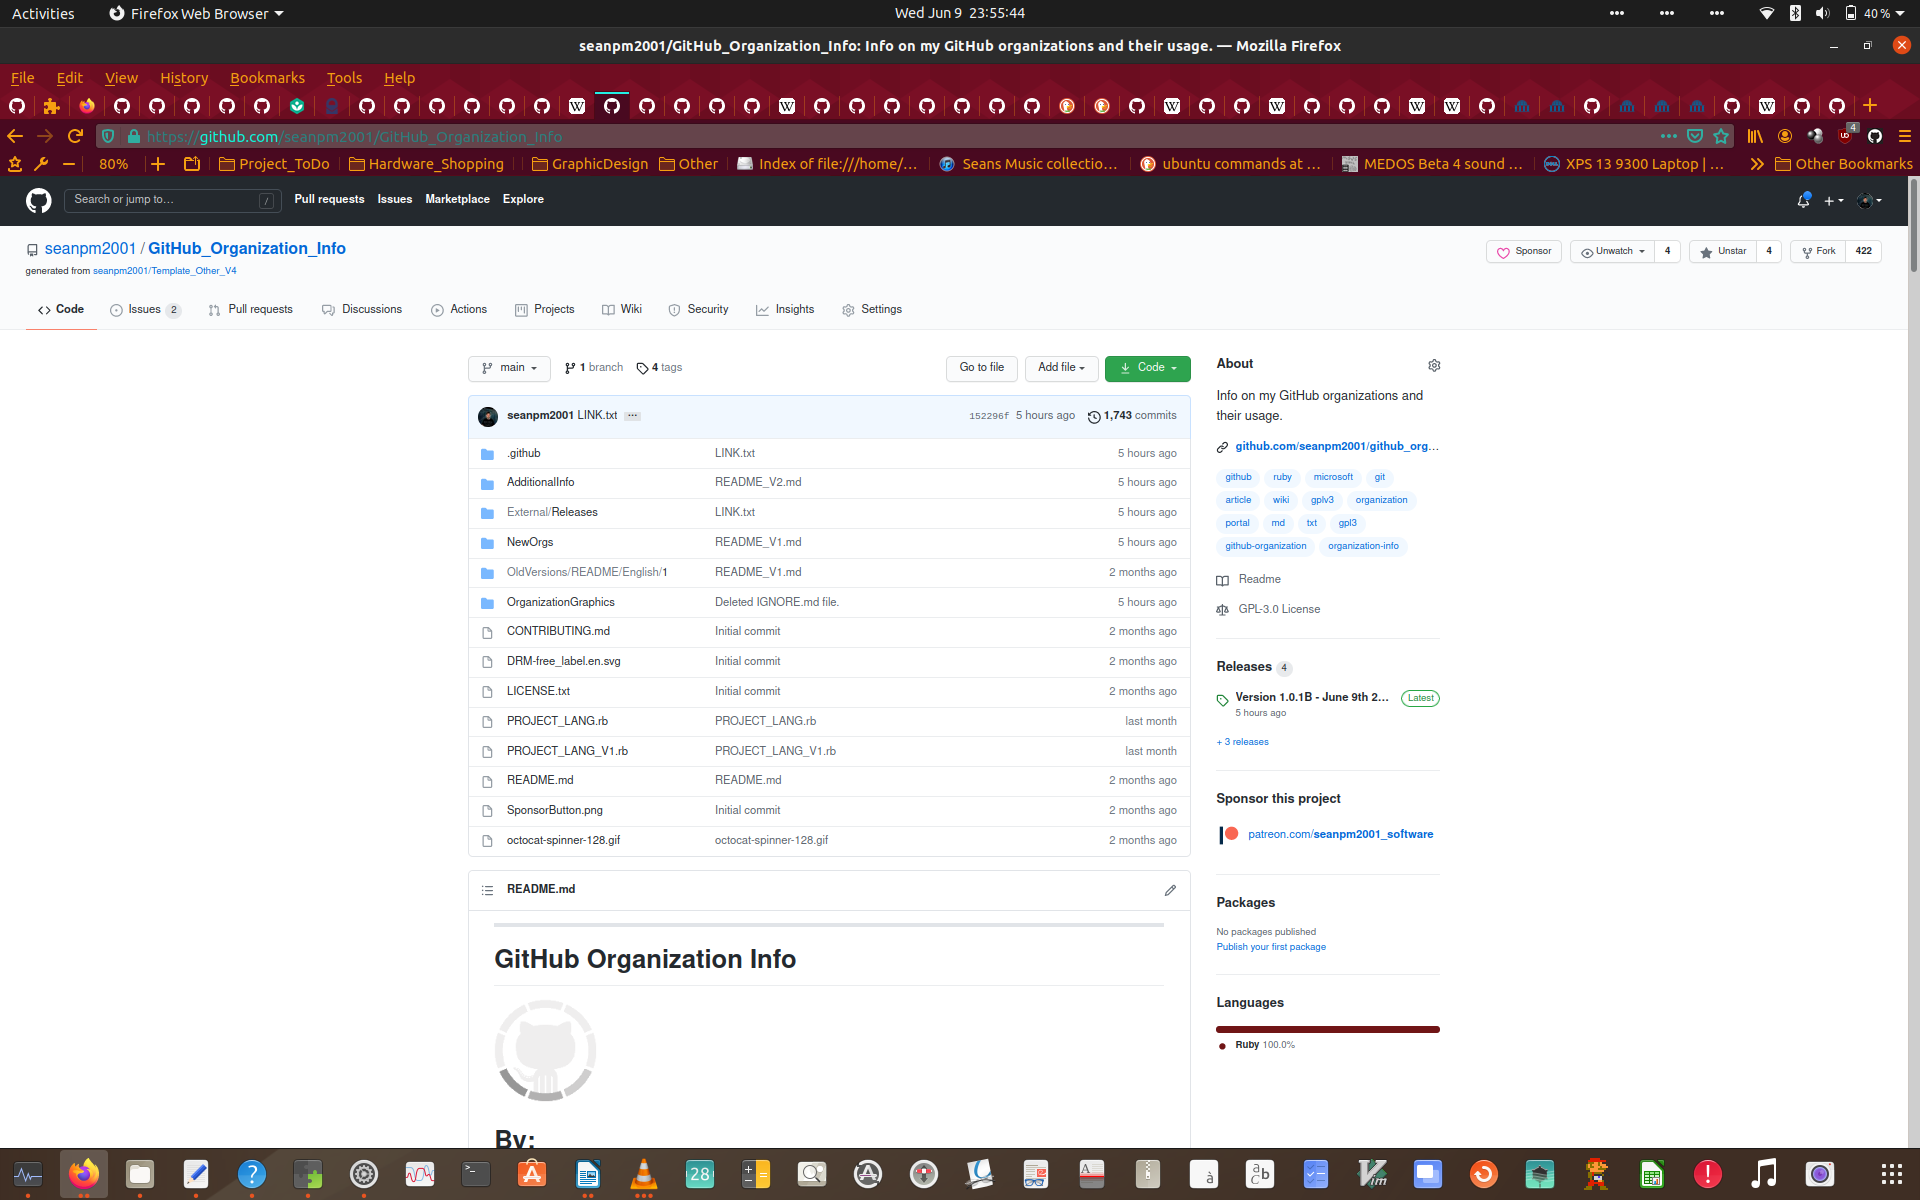 Activities Firefox Web Browser Wed Jun 9 23:55:44 40 %
seanpm2001/GitHub_Organization_Info: Info on my GitHub organizations and their usage. — Mozilla Firefox
File Edit View History Bookmarks Tools Help
https://github.com/seanpm2001/GitHub_Organization_Info 4
80% Project_ToDo Hardware_Shopping GraphicDesign Other Index of file:///home/… Seans Music collectio… ubuntu commands at … MEDOS Beta 4 sound … XPS 13 9300 Laptop | … Other Bookmarks
Search or jump to… / Pull requests Issues Marketplace Explore
seanpm2001 / GitHub_Organization_Info
generated from seanpm2001/Template_Other_V4
Sponsor Unwatch 4 Unstar 4 Fork 422
Code Issues 2 Pull requests Discussions Actions Projects Wiki Security Insights Settings
main 1 branch 4 tags Go to file Add file Code
seanpm2001 LINK.txt ... 152296f 5 hours ago 1,743 commits
.github LINK.txt 5 hours ago
AdditionalInfo README_V2.md 5 hours ago
External/Releases LINK.txt 5 hours ago
NewOrgs README_V1.md 5 hours ago
OldVersions/README/English/1 README_V1.md 2 months ago
OrganizationGraphics Deleted IGNORE.md file. 5 hours ago
CONTRIBUTING.md Initial commit 2 months ago
DRM-free_label.en.svg Initial commit 2 months ago
LICENSE.txt Initial commit 2 months ago
PROJECT_LANG.rb PROJECT_LANG.rb last month
PROJECT_LANG_V1.rb PROJECT_LANG_V1.rb last month
README.md README.md 2 months ago
SponsorButton.png Initial commit 2 months ago
octocat-spinner-128.gif octocat-spinner-128.gif 2 months ago
README.md
GitHub Organization Info
By:
About
Info on my GitHub organizations and
their usage.
github.com/seanpm2001/github_org…
github ruby microsoft git
article wiki gplv3 organization
portal md txt gpl3
github-organization organization-info
Readme
GPL-3.0 License
Releases 4
Version 1.0.1B - June 9th 2… Latest
5 hours ago
+ 3 releases
Sponsor this project
patreon.com/seanpm2001_software
Packages
No packages published
Publish your first package
Languages
Ruby 100.0%
28